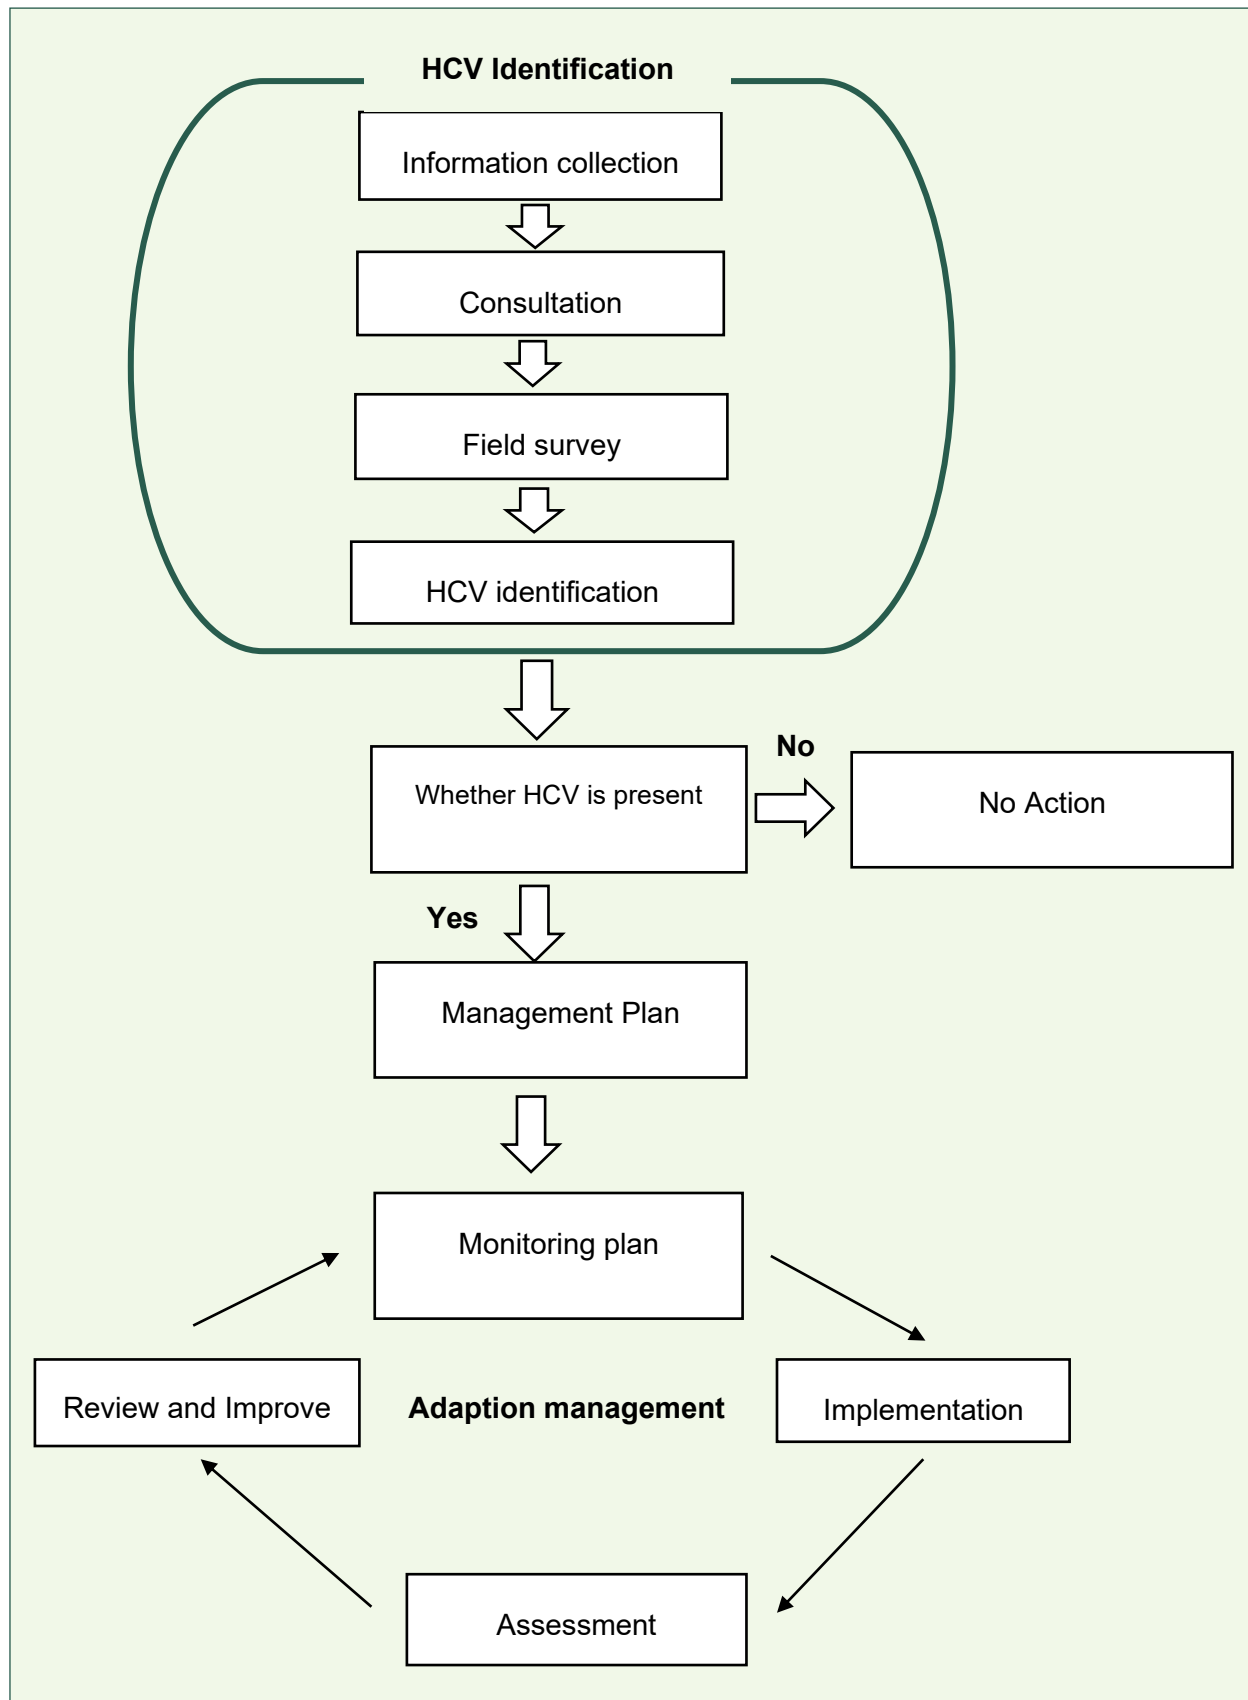 HCV Identification
Information collection
Consultation
Field survey
HCV identification
No
Whether HCV is present
No Action
Yes
Management Plan
Monitoring plan
Review and Improve
Adaption management
Implementation
Assessment